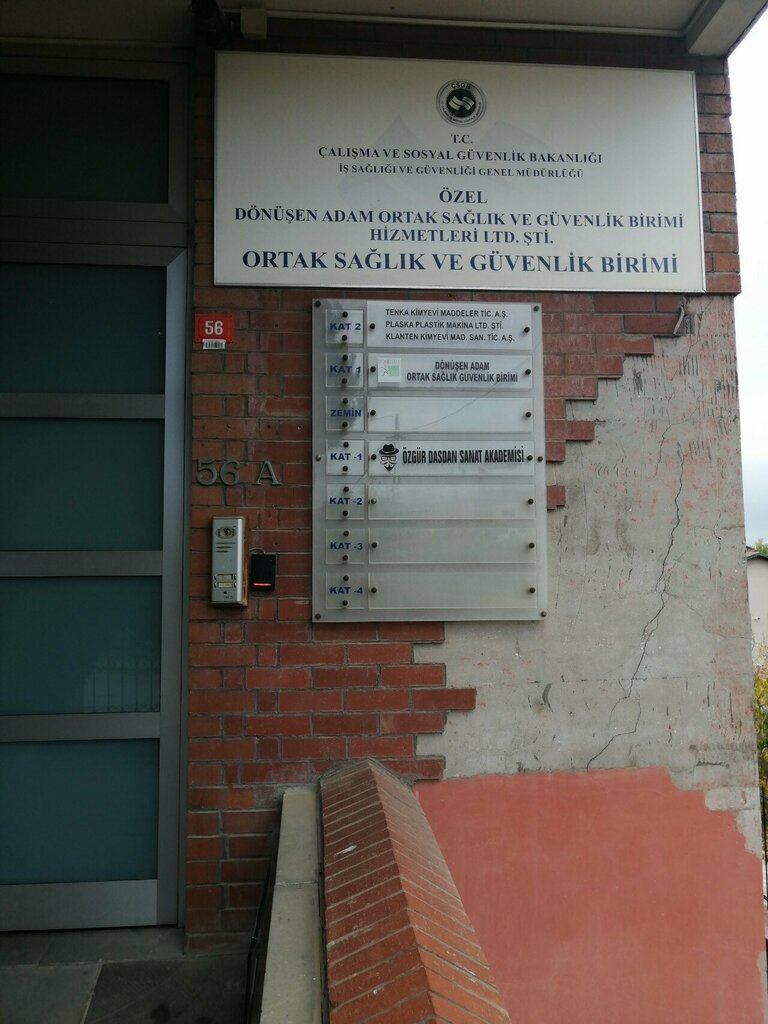 ÇSGB
T.C.
ÇALIŞMA VE SOSYAL GÜVENLİK BAKANLIĞI
İŞ SAĞLIĞI VE GÜVENLİĞİ GENEL MÜDÜRLÜĞÜ
ÖZEL
DÖNÜŞEN ADAM ORTAK SAĞLIK VE GÜVENLİK BİRİMİ
HİZMETLERİ LTD. ŞTİ.
ORTAK SAĞLIK VE GÜVENLİK BİRİMİ
56
KAT 2
TENKA KİMYEVİ MADDELER TİC. A.Ş.
PLASKA PLASTİK MAKİNA LTD. ŞTİ.
KLANTEN KİMYEVİ MAD. SAN. TİC. A.Ş.
KAT 1
DÖNÜŞEN ADAM
ORTAK SAĞLIK GÜVENLİK BİRİMİ
ZEMİN
KAT -1
ÖZGÜR DASDAN SANAT AKADEMİSİ
KAT -2
KAT -3
KAT -4
56 A